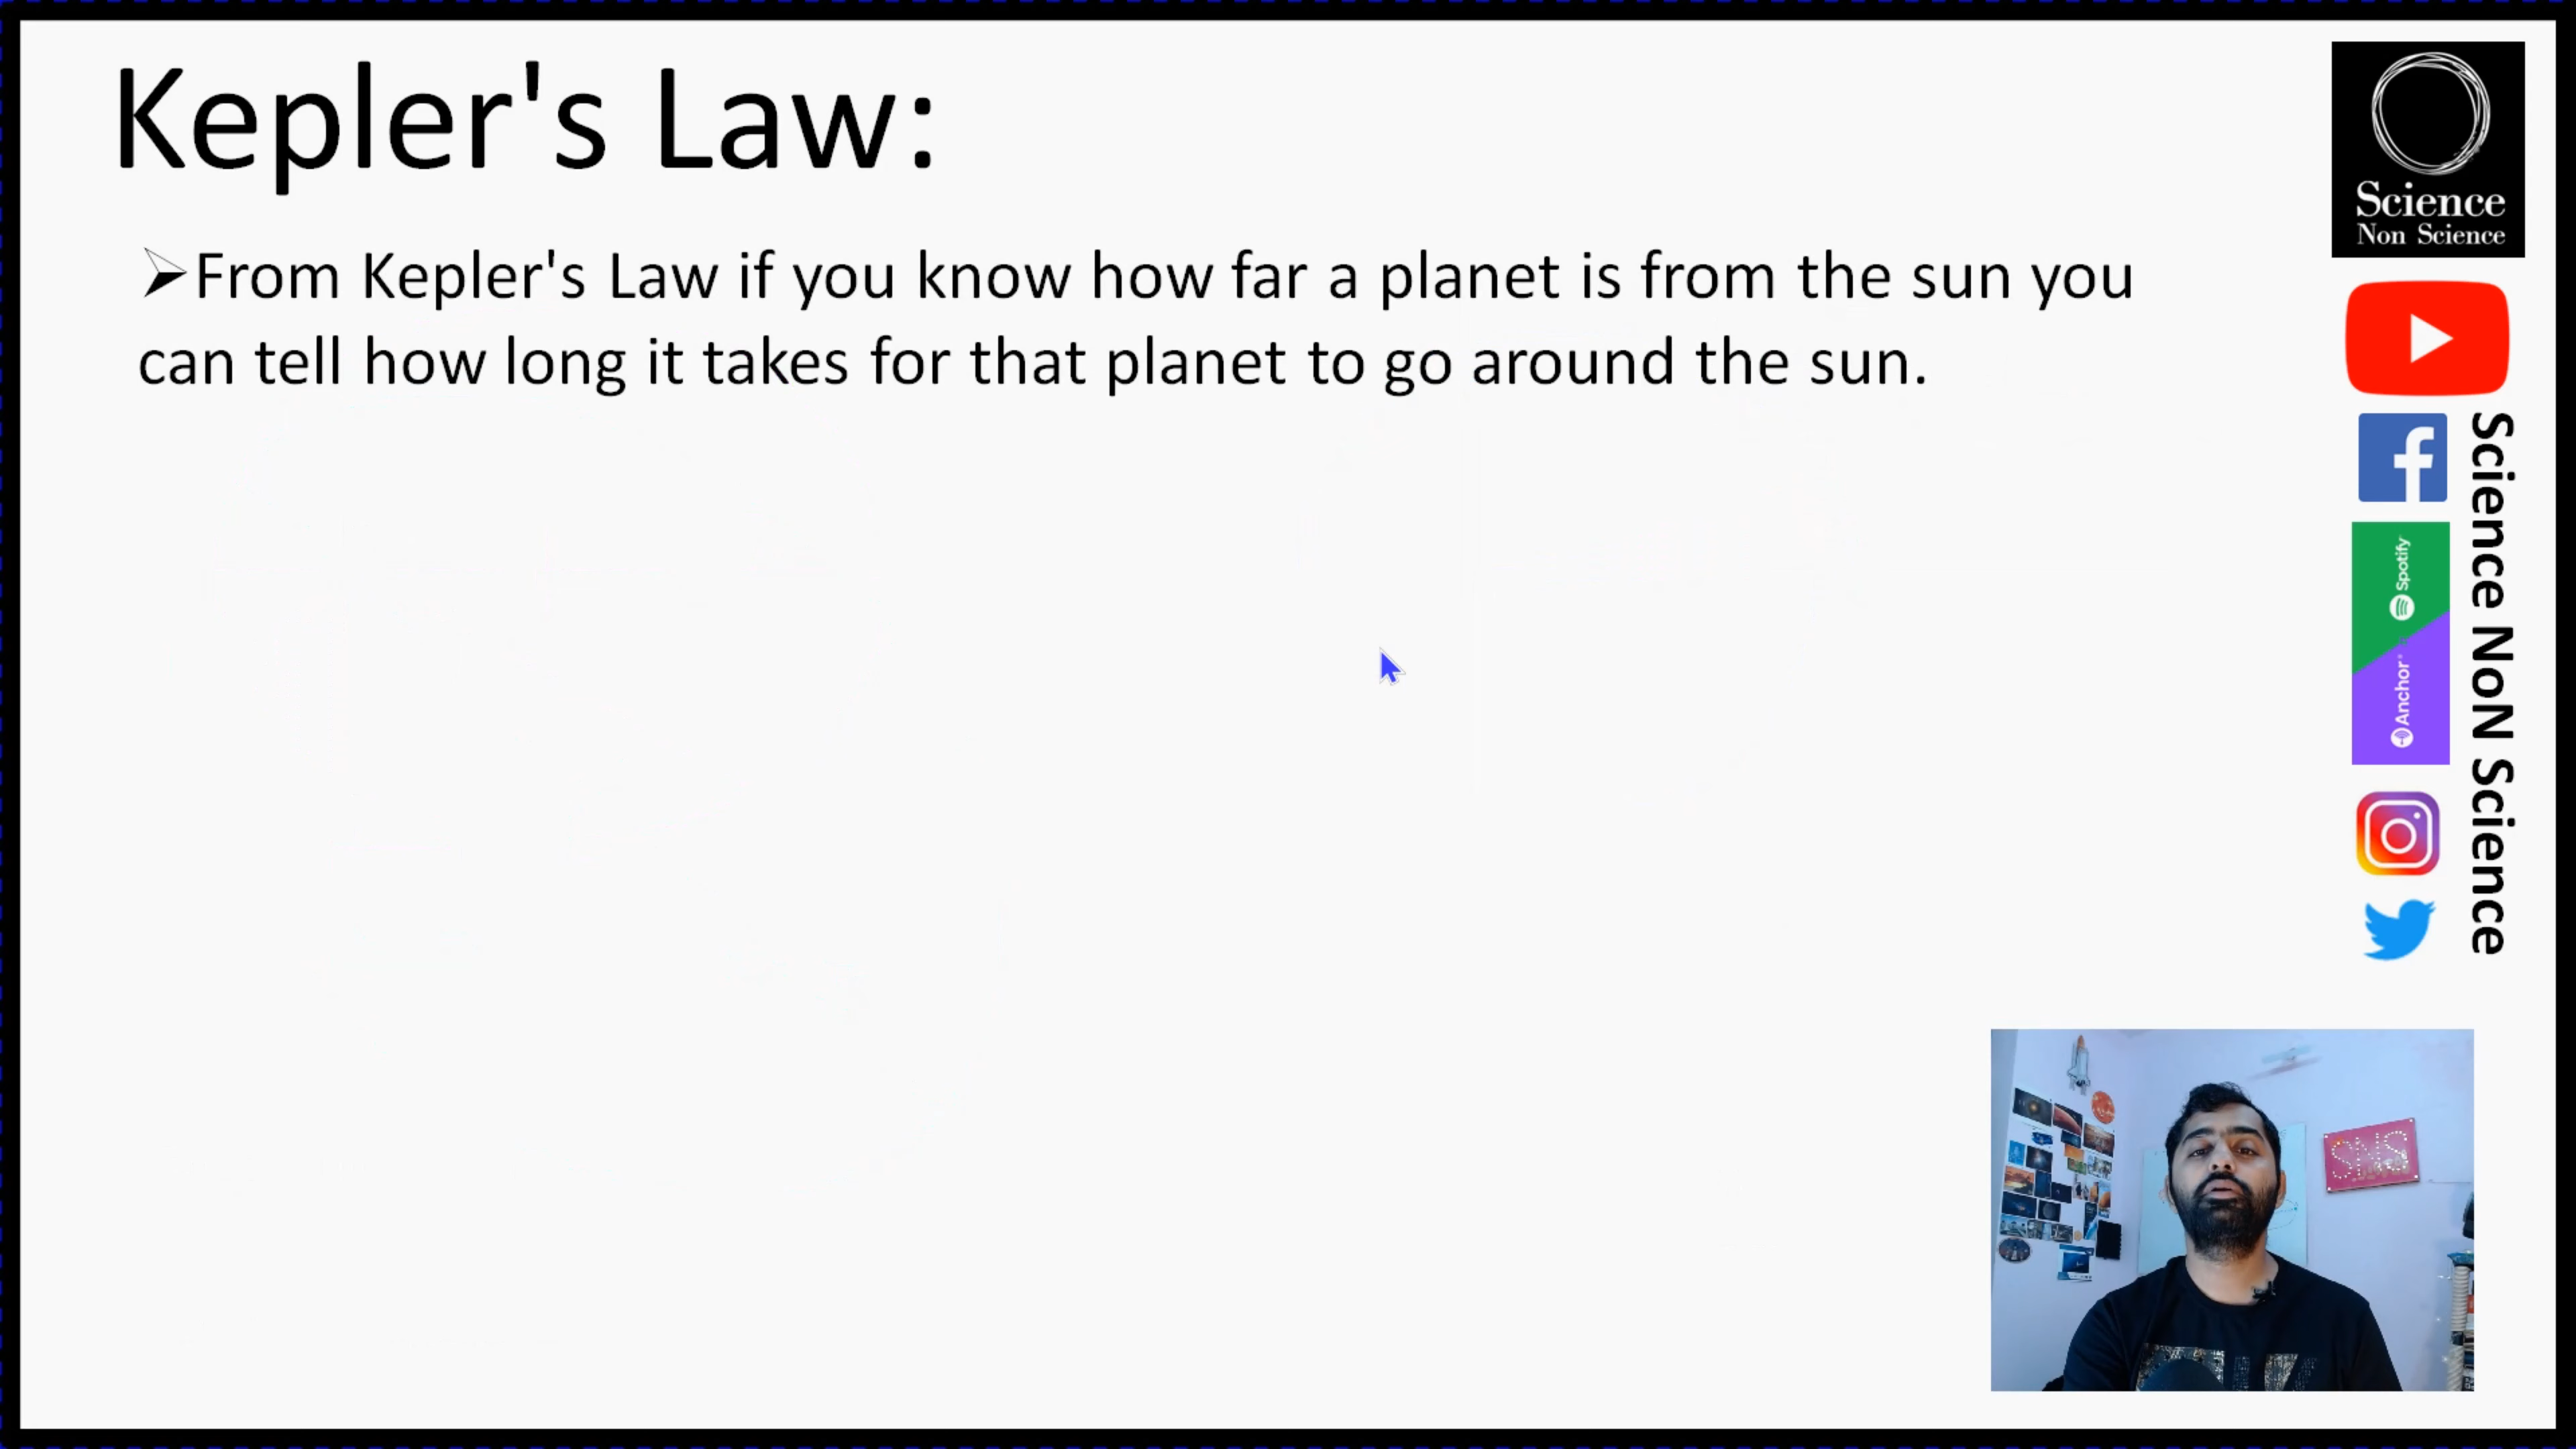 Kepler's Law:
➢From Kepler's Law if you know how far a planet is from the sun you
can tell how long it takes for that planet to go around the sun.
Science
Non Science
Science NoN Science
Spotify
Anchor
SNS